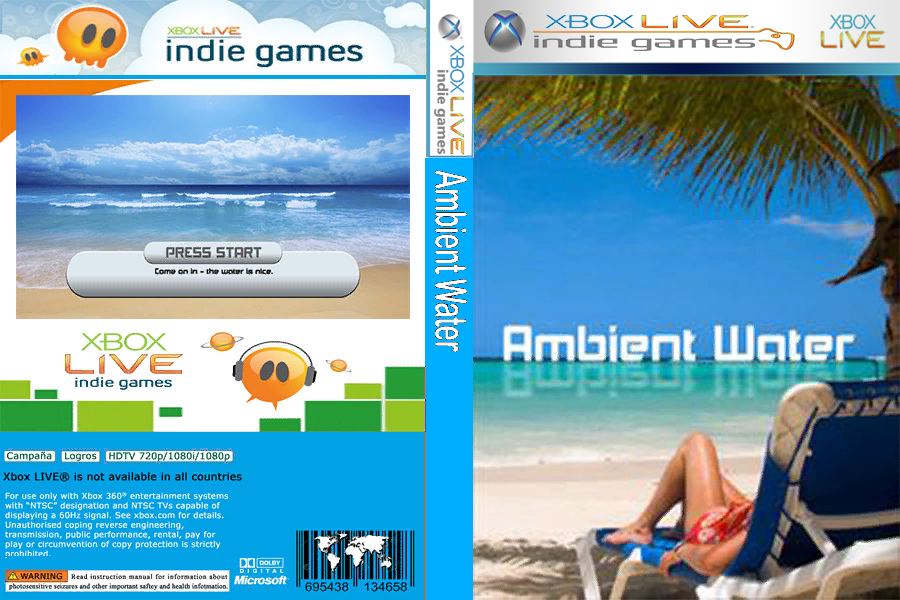 XBOX LIVE
indie games
PRESS START
Come on in - the water is nice.
XBOX
LIVE
indie games
Campaña Logros HDTV 720p/1080i/1080p
Xbox LIVE® is not available in all countries
For use only with Xbox 360® entertainment systems
with “NTSC” designation and NTSC TVs capable of
displaying a 60Hz signal. See xbox.com for details.
Unauthorised coping reverse engineering,
transmission, public performance, rental, pay for
play or circumvention of copy protection is strictly
prohibited.
WARNING Read instruction manual for information about
photosensitive seizures and other important saftey and health infotmation.
DOLBY
DIGITAL
Microsoft
695438 134658
XBOX LIVE
indie games
Ambient Water
XBOX LIVE
indie games
XBOX
LIVE
Ambient Water